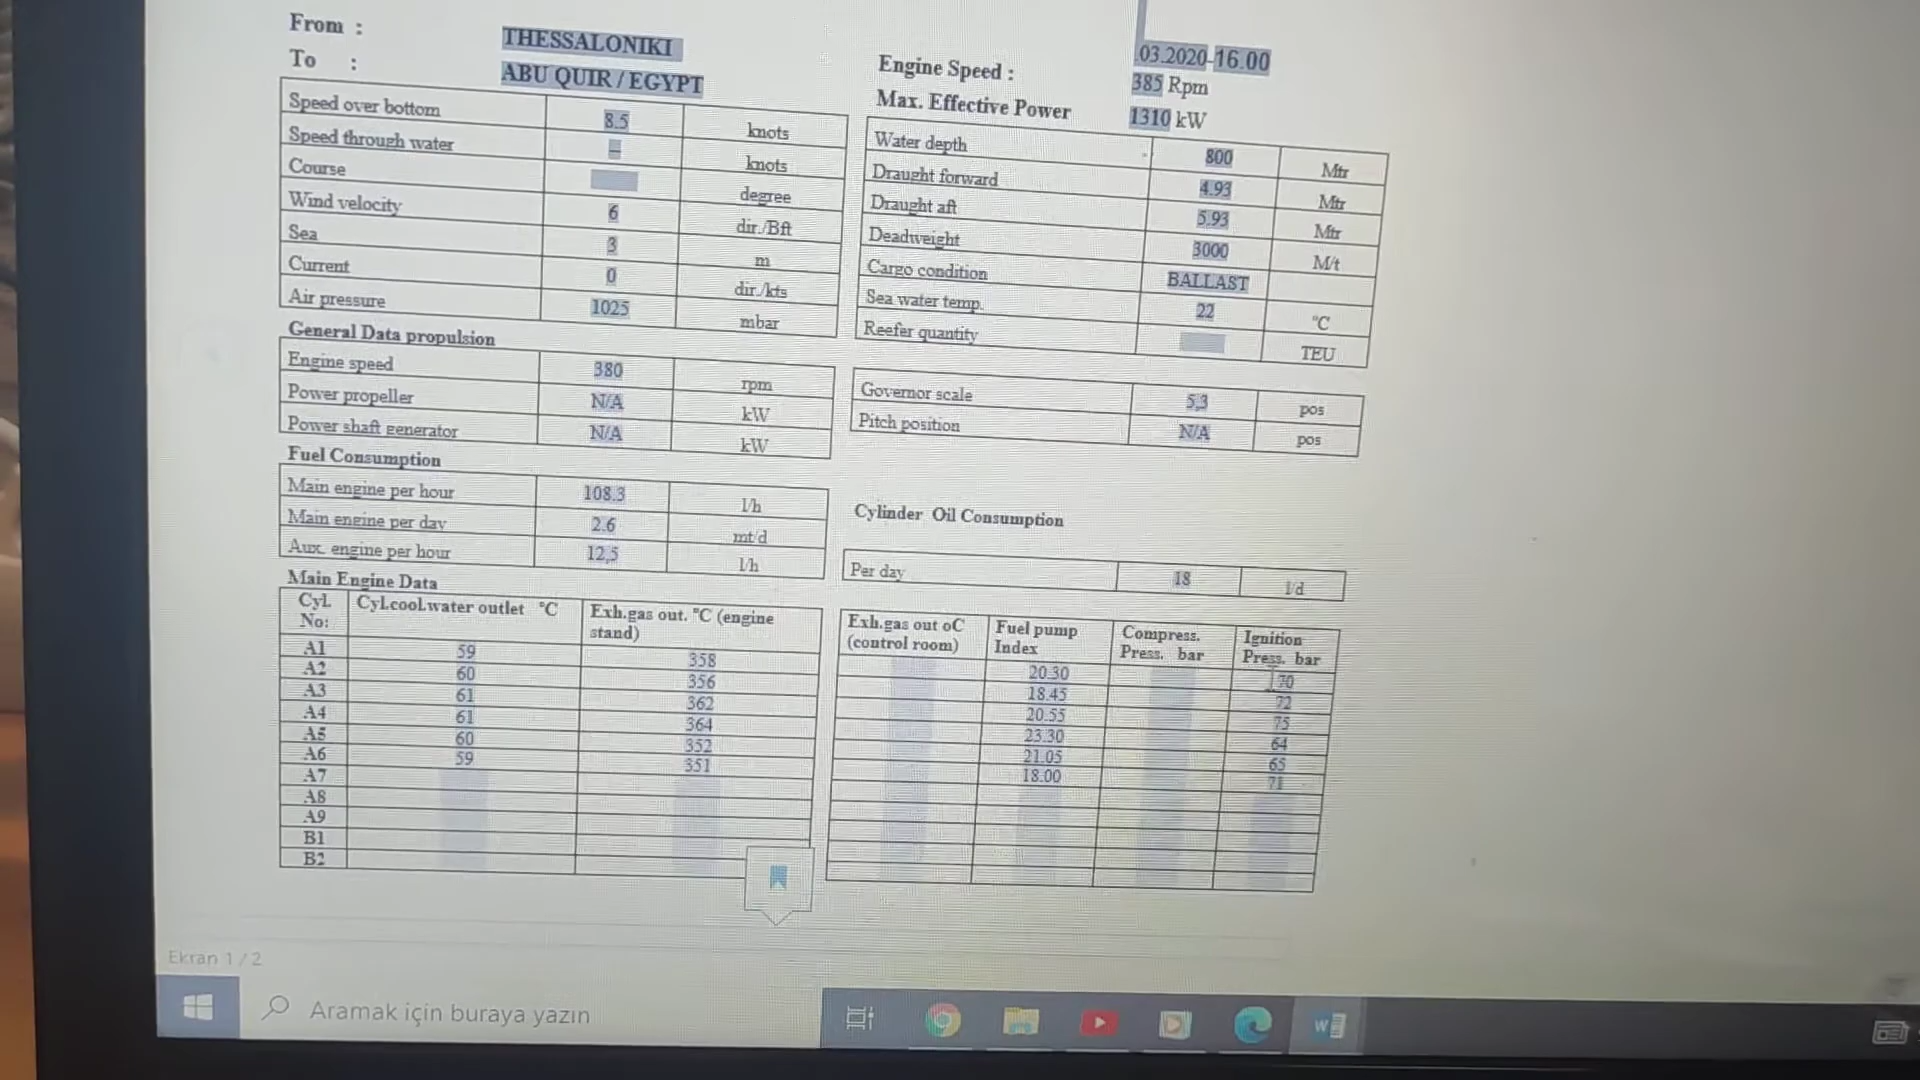 From :
THESSALONIKI
.03.2020-16.00
To :
ABU QUIR / EGYPT
Engine Speed :
385 Rpm
Max. Effective Power
1310 kW
Speed over bottom 8.5 knots
Speed through water – knots
Course degree
Wind velocity 6 dir./Bft
Sea 3 m
Current 0 dir./kts
Air pressure 1025 mbar
Water depth 800 Mtr
Draught forward 4.93 Mtr
Draught aft 5.93 Mtr
Deadweight 3000 M/t
Cargo condition BALLAST
Sea water temp. 22 °C
Reefer quantity TEU
General Data propulsion
Engine speed 380 rpm
Power propeller N/A kW
Power shaft generator N/A kW
Governor scale 5,3 pos
Pitch position N/A pos
Fuel Consumption
Main engine per hour 108.3 l/h
Main engine per day 2.6 mt/d
Aux. engine per hour 12,5 l/h
Cylinder Oil Consumption
Per day 18 l/d
Main Engine Data
Cyl. No: Cyl.cool.water outlet °C Exh.gas out. °C (engine stand) Exh.gas out oC (control room) Fuel pump Index Compress. Press. bar Ignition Press. bar
A1 59 358 20.30 70
A2 60 356 18.45 72
A3 61 362 20.55 75
A4 61 364 23.30 64
A5 60 352 21.05 65
A6 59 351 18.00 71
A7
A8
A9
B1
B2
Ekran 1 / 2
Aramak için buraya yazın
W